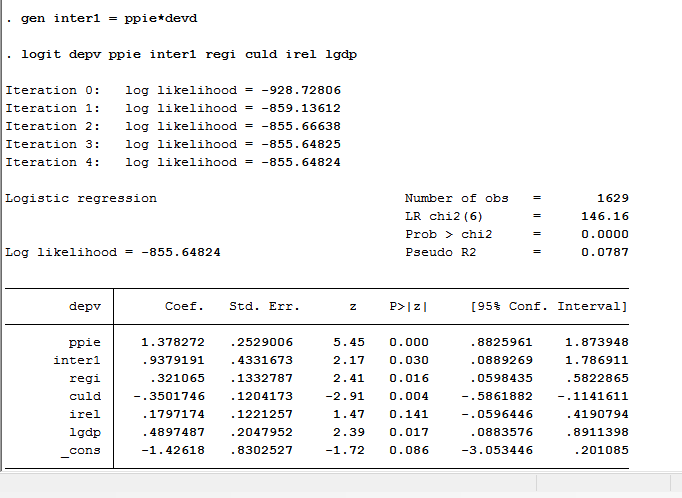 . gen inter1 = ppie*devd
. logit depv ppie inter1 regi culd irel lgdp
Iteration 0:   log likelihood = -928.72806
Iteration 1:   log likelihood = -859.13612
Iteration 2:   log likelihood = -855.66638
Iteration 3:   log likelihood = -855.64825
Iteration 4:   log likelihood = -855.64824
Logistic regression                               Number of obs   =       1629
                                                  LR chi2(6)      =     146.16
                                                  Prob > chi2     =     0.0000
Log likelihood = -855.64824                       Pseudo R2       =     0.0787
        depv |      Coef.   Std. Err.      z    P>|z|     [95% Conf. Interval]
        ppie |   1.378272   .2529006     5.45   0.000     .8825961    1.873948
      inter1 |   .9379191   .4331673     2.17   0.030     .0889269    1.786911
        regi |    .321065   .1332787     2.41   0.016     .0598435    .5822865
        culd |  -.3501746   .1204173    -2.91   0.004    -.5861882   -.1141611
        irel |   .1797174   .1221257     1.47   0.141    -.0596446    .4190794
        lgdp |   .4897487   .2047952     2.39   0.017     .0883576    .8911398
       _cons |   -1.42618   .8302527    -1.72   0.086    -3.053446     .201085